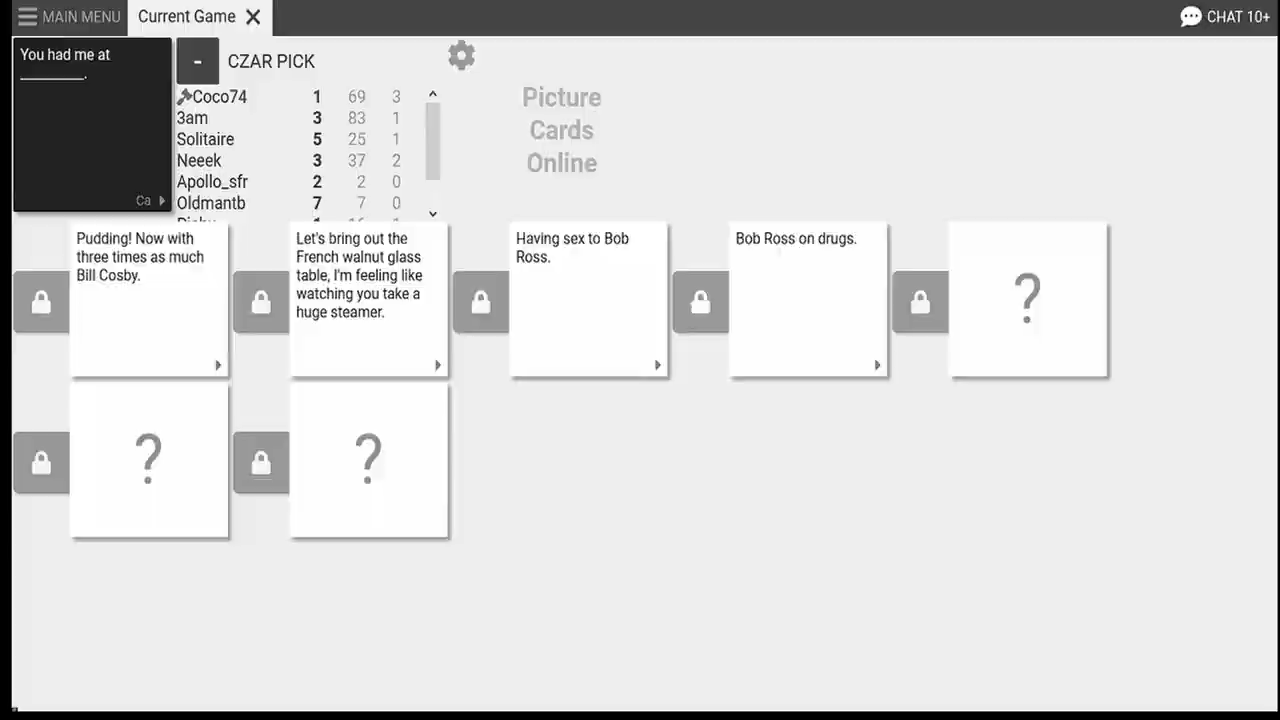 MAIN MENU
Current Game
CHAT 10+
You had me at
________.
Ca
-
CZAR PICK
Coco74 1 69 3
3am 3 83 1
Solitaire 5 25 1
Neeek 3 37 2
Apollo_sfr 2 2 0
Oldmantb 7 7 0
Picture
Cards
Online
Pudding! Now with
three times as much
Bill Cosby.
Let's bring out the
French walnut glass
table, I'm feeling like
watching you take a
huge steamer.
Having sex to Bob
Ross.
Bob Ross on drugs.
?
?
?